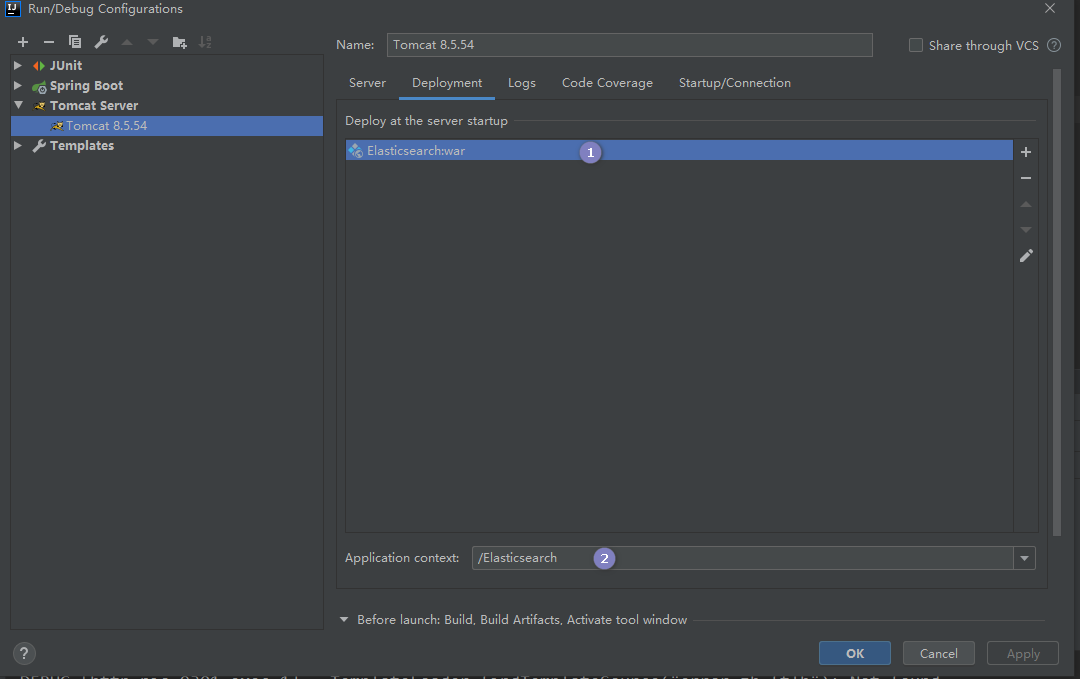 IJ
Run/Debug Configurations
Name: Tomcat 8.5.54
Share through VCS ?
JUnit
Spring Boot
Tomcat Server
Tomcat 8.5.54
Templates
Server Deployment Logs Code Coverage Startup/Connection
Deploy at the server startup
Elasticsearch:war 1
Application context: /Elasticsearch 2
Before launch: Build, Build Artifacts, Activate tool window
? OK Cancel Apply